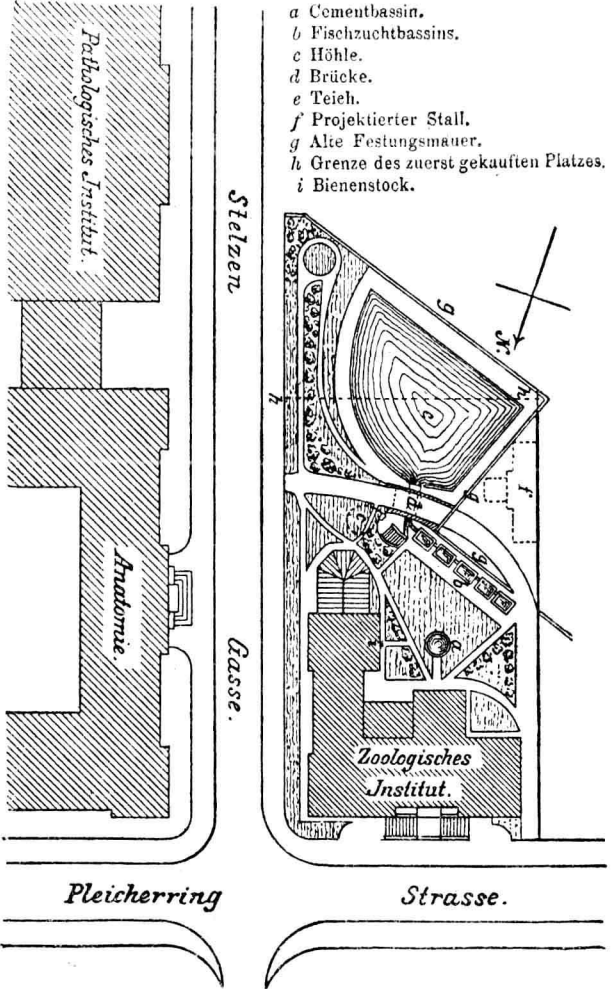 a Cementbassin.
b Fischzuchtbassins.
c Höhle.
d Brücke.
e Teich.
f Projektierter Stall.
g Alte Festungsmauer.
h Grenze des zuerst gekauften Platzes.
i Bienenstock.
Pathologisches Institut.
Stelzen
g
N.
h
h
c
f
g
d
e
g
b
Anatomie.
Gasse.
i
a
Zoologisches
Institut.
Pleicherring
Strasse.